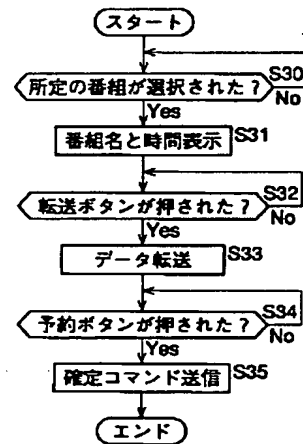 スタート
所定の番組が選択された？ S30
No
Yes
番組名と時間表示 S31
転送ボタンが押された？ S32
No
Yes
データ転送 S33
予約ボタンが押された？ S34
No
Yes
確定コマンド送信 S35
エンド